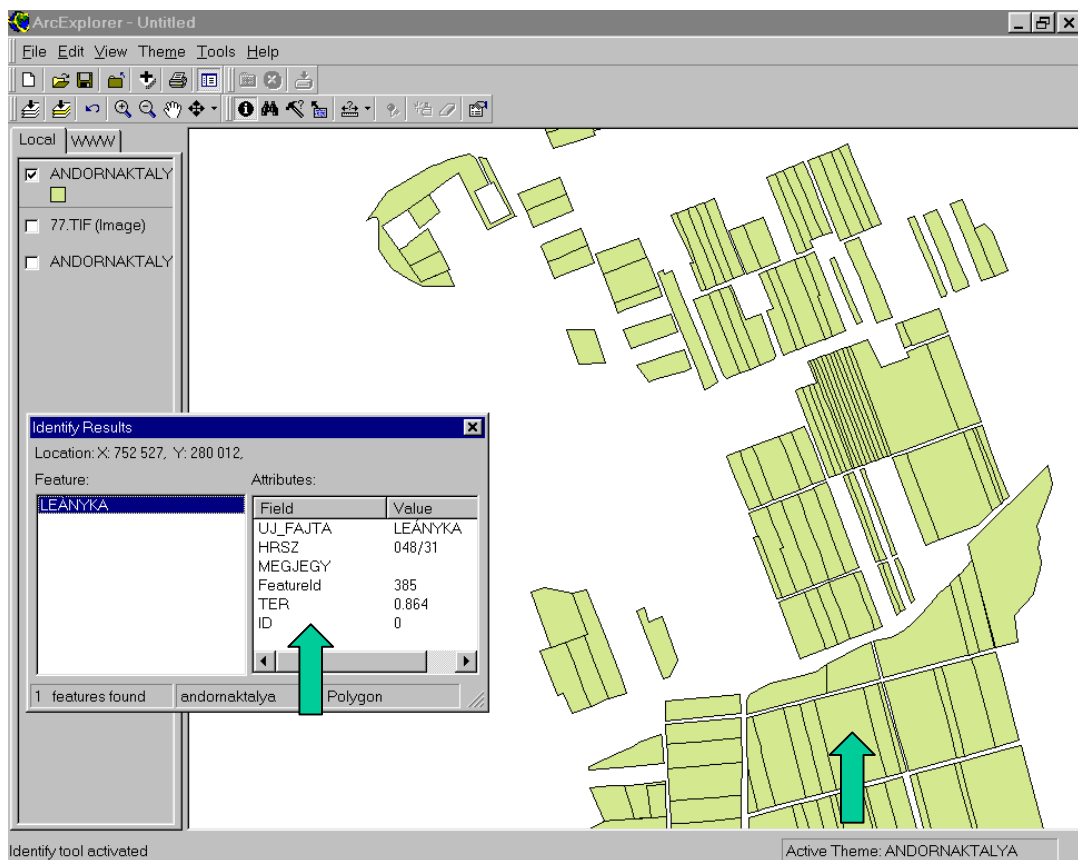 ArcExplorer - Untitled
File Edit View Theme Tools Help
Local WWW
ANDORNAKTALY
77.TIF (Image)
ANDORNAKTALY
Identify Results
Location: X: 752 527, Y: 280 012,
Feature: Attributes:
LEÁNYKA
Field Value
UJ_FAJTA LEÁNYKA
HRSZ 048/31
MEGJEGY
FeatureId 385
TER 0.864
ID 0
1 features found andornaktalya Polygon
Identify tool activated Active Theme: ANDORNAKTALYA